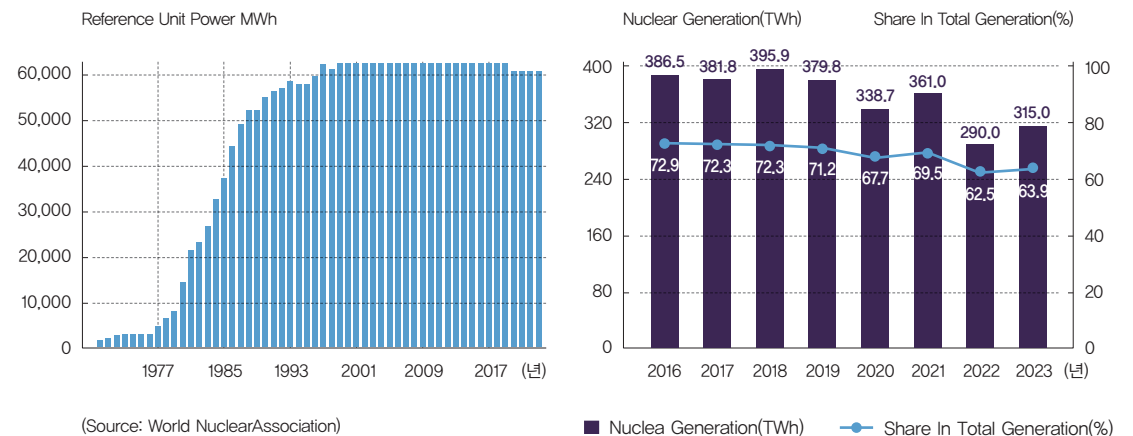 Reference Unit Power MWh
60,000
50,000
40,000
30,000
20,000
10,000
0
1977 1985 1993 2001 2009 2017 (년)
(Source: World NuclearAssociation)
Nuclear Generation(TWh) Share In Total Generation(%)
400 100
320 80
240 60
160 40
80 20
0 0
386.5 381.8 395.9 379.8 338.7 361.0 290.0 315.0
72.9 72.3 72.3 71.2 67.7 69.5 62.5 63.9
2016 2017 2018 2019 2020 2021 2022 2023 (년)
Nuclea Generation(TWh) Share In Total Generation(%)